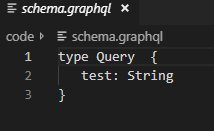 schema.graphql ×
code > schema.graphql
1 type Query  {
2    test: String
3 }